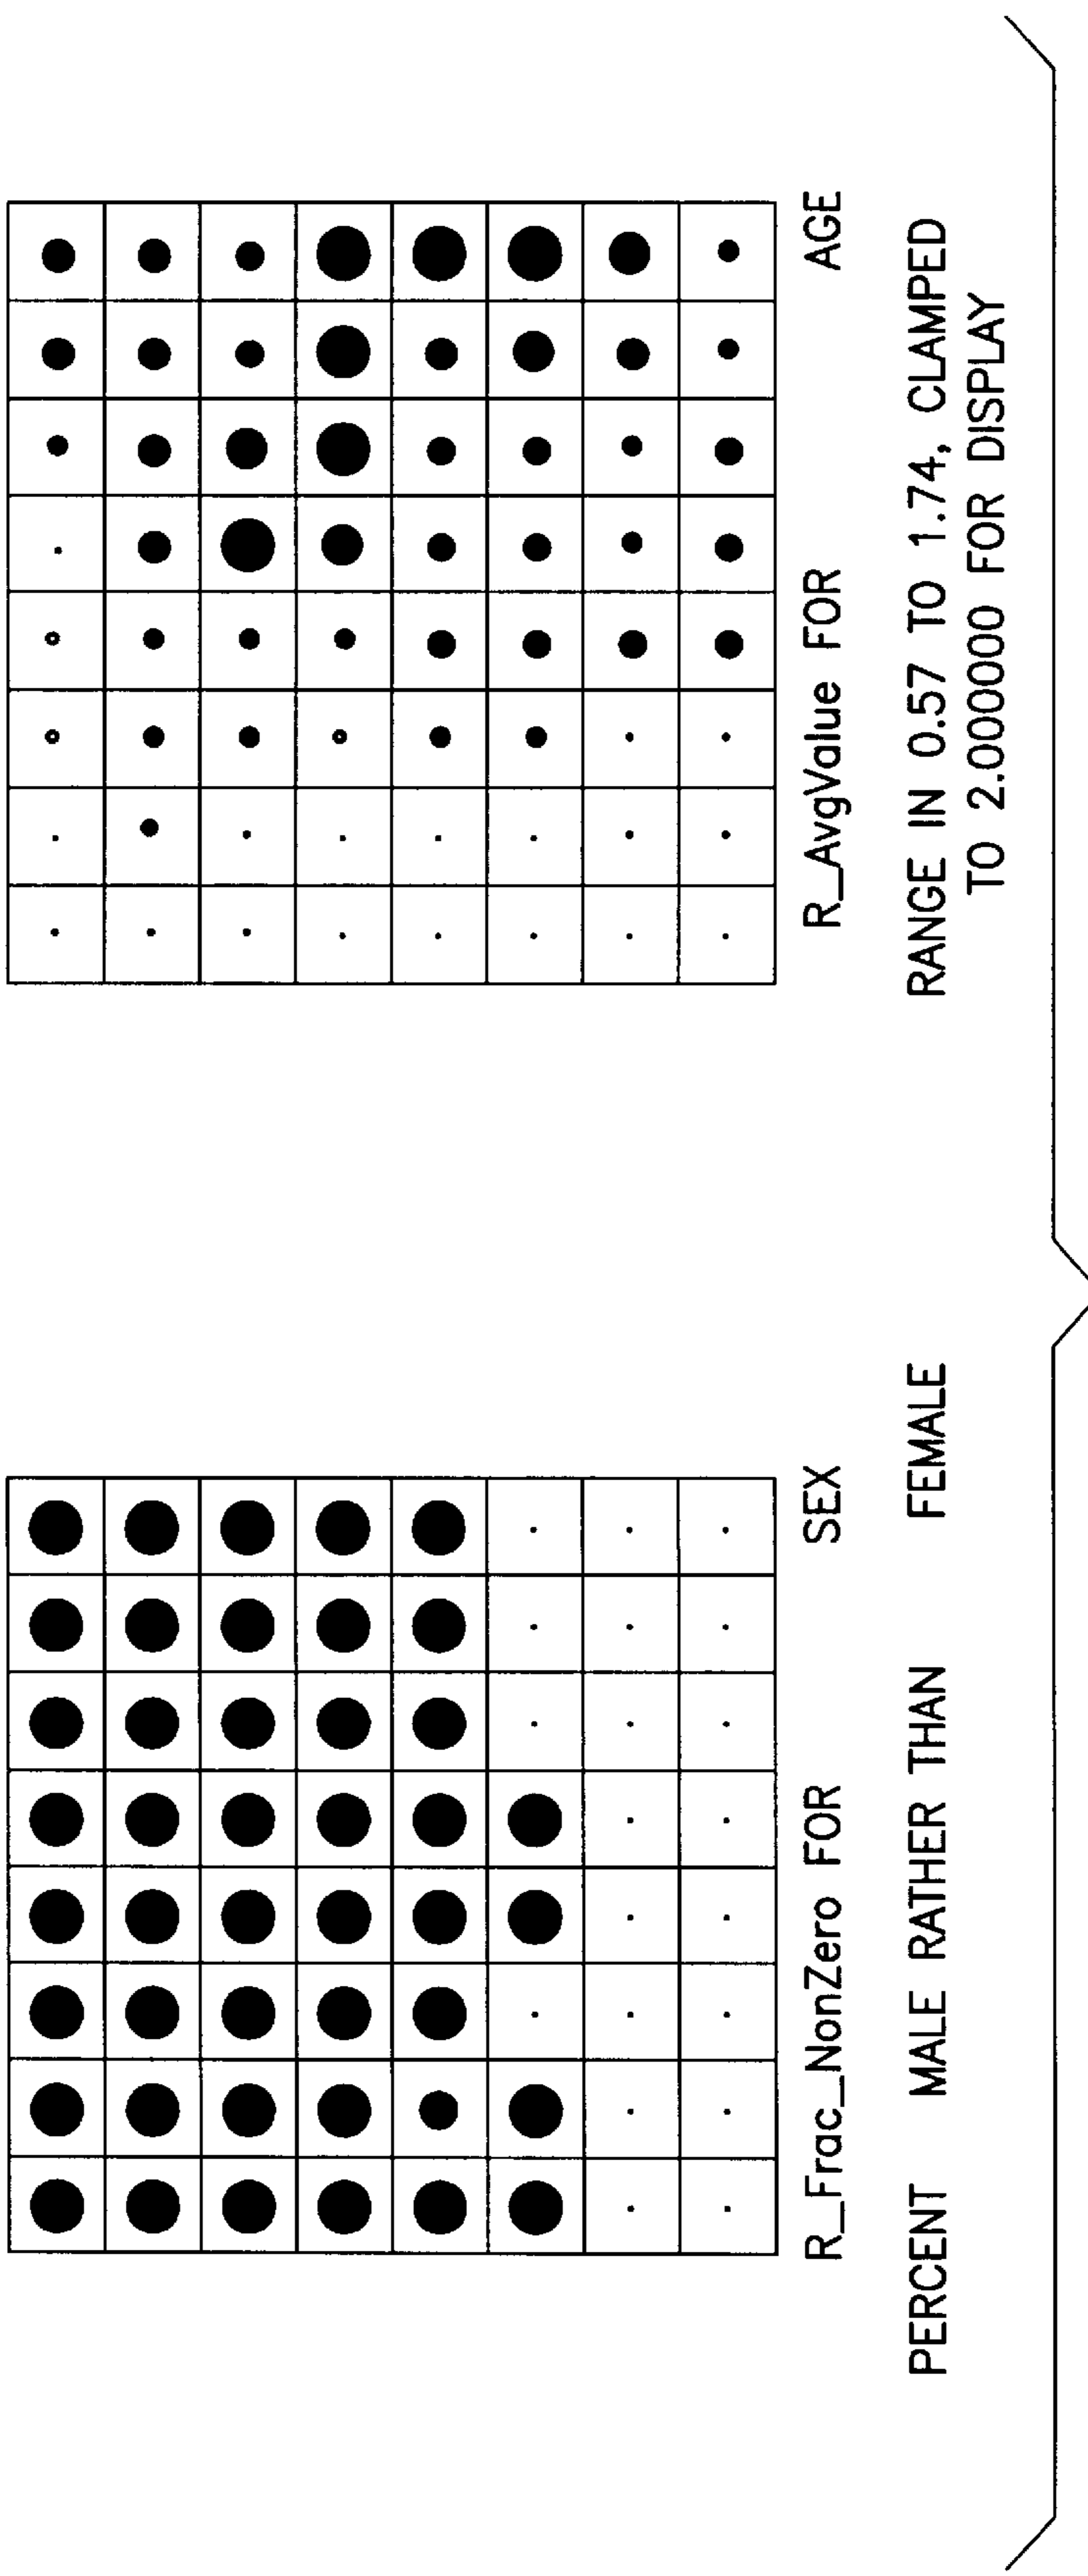 R_Frac_NonZero FOR SEX
PERCENT MALE RATHER THAN FEMALE
R_AvgValue FOR AGE
RANGE IN 0.57 TO 1.74, CLAMPED
TO 2.000000 FOR DISPLAY